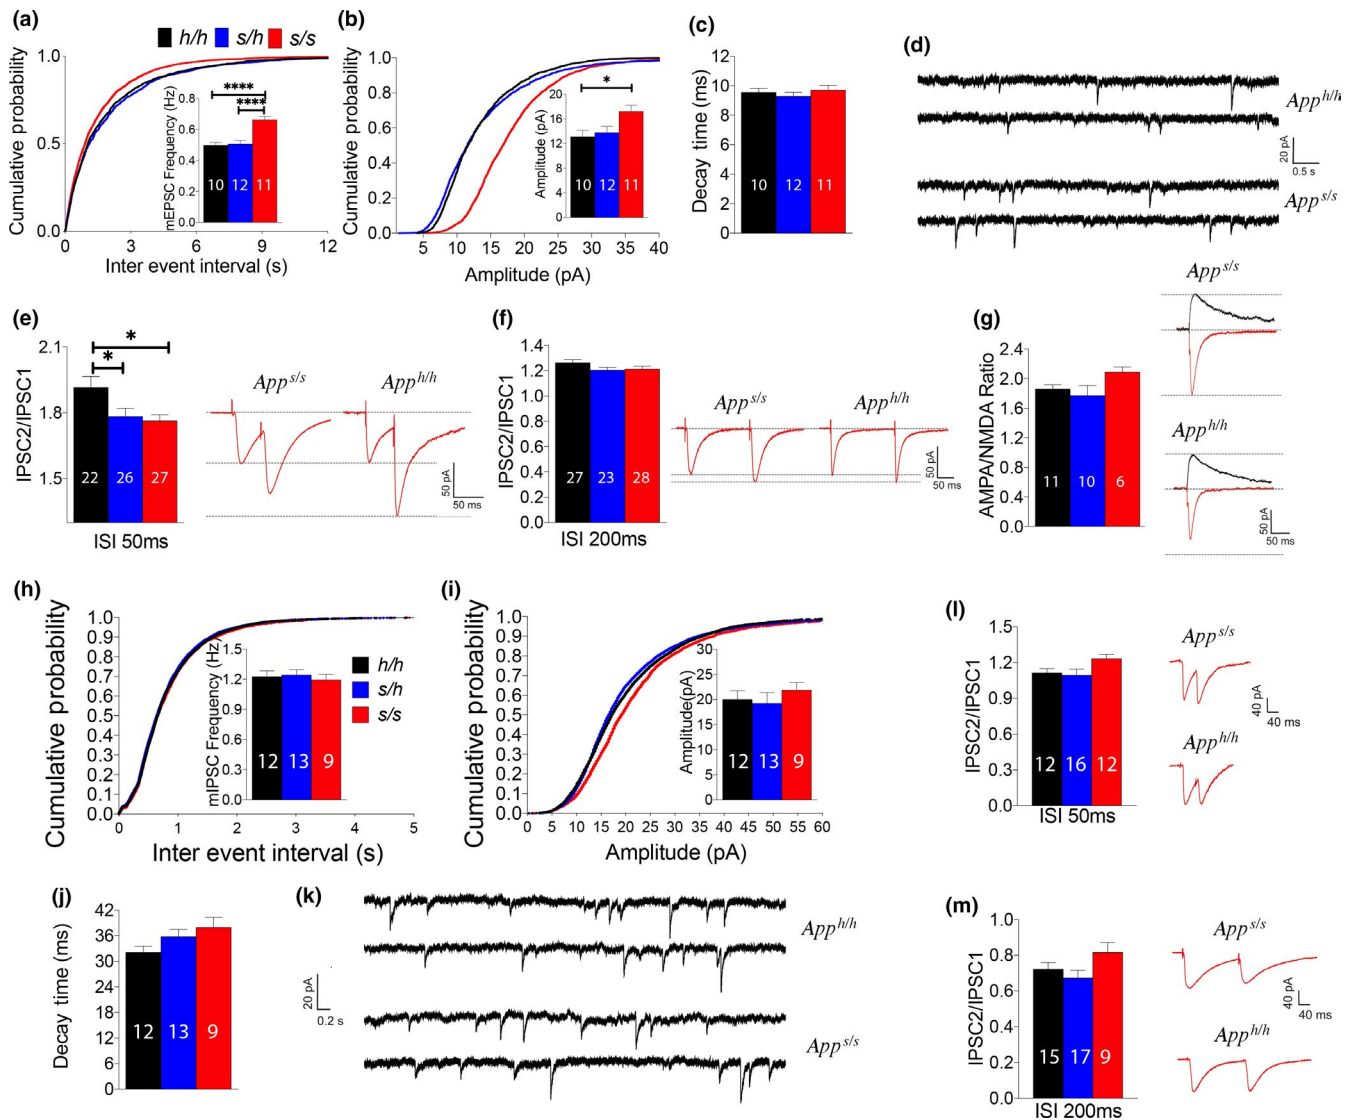 (a)
h/h s/h s/s
Cumulative probability
1.0
0.5
0.0
0 3 6 9 12
Inter event interval (s)
mEPSC Frequency (Hz)
0.8
0.6
0.4
0.2
0.0
****
****
10 12 11
(b)
Cumulative probability
1.0
0.8
0.6
0.4
0.2
0.0
0 5 10 15 20 25 30 35 40
Amplitude (pA)
Amplitude (pA)
20
16
12
8
4
0
*
10 12 11
(c)
Decay time (ms)
12
10
8
6
4
2
0
10 12 11
(d)
App h/h
20 pA
0.5 s
App s/s
(e)
IPSC2/IPSC1
2.1
1.8
1.5
*
*
22 26 27
ISI 50ms
App s/s App h/h
50 pA
50 ms
(f)
IPSC2/IPSC1
1.4
1.2
1.0
0.8
0.6
0.4
0.2
0.0
27 23 28
ISI 200ms
App s/s App h/h
50 pA
50 ms
(g)
AMPA/NMDA Ratio
2.4
2.0
1.6
1.2
0.8
0.4
0.0
11 10 6
App s/s
App h/h
50 pA
50 ms
(h)
Cumulative probability
1.0
0.9
0.8
0.7
0.6
0.5
0.4
0.3
0.2
0.1
0.0
0 1 2 3 4 5
Inter event interval (s)
mIPSC Frequency (Hz)
1.5
1.2
0.9
0.6
0.3
0.0
12 13 9
h/h
s/h
s/s
(i)
Cumulative probability
1.0
0.9
0.8
0.7
0.6
0.5
0.4
0.3
0.2
0.1
0.0
0 5 10 15 20 25 30 35 40 45 50 55 60
Amplitude (pA)
Amplitude(pA)
30
25
20
15
10
5
0
12 13 9
(l)
IPSC2/IPSC1
1.5
1.2
0.9
0.6
0.3
0.0
12 16 12
ISI 50ms
App s/s
40 pA
40 ms
App h/h
(j)
Decay time (ms)
42
36
30
24
18
12
6
0
12 13 9
(k)
20 pA
0.2 s
App h/h
App s/s
(m)
IPSC2/IPSC1
1.0
0.8
0.6
0.4
0.2
0.0
15 17 9
ISI 200ms
App s/s
40 pA
40 ms
App h/h